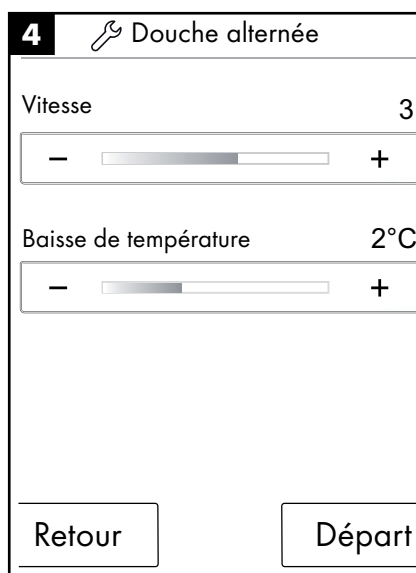 4 Douche alternée
Vitesse 3
− +
Baisse de température 2°C
− +
Retour Départ